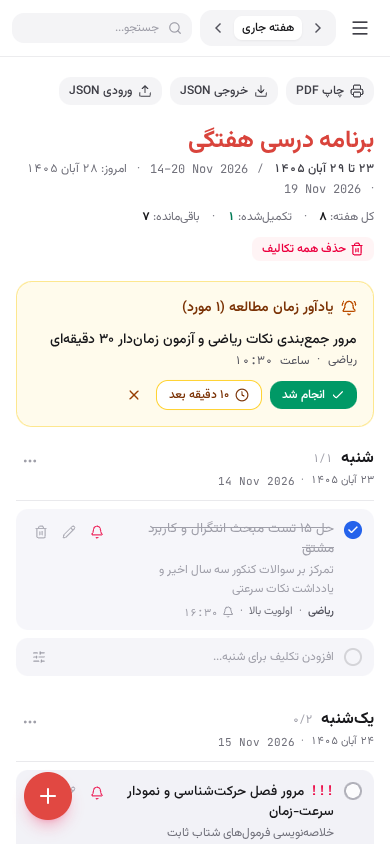 هفته جاری
جستجو...
چاپ PDF
خروجی JSON
ورودی JSON
برنامه درسی هفتگی
۲۳ تا ۲۹ آبان ۱۴۰۵ / 14–20 Nov 2026 · امروز: ۲۸ آبان ۱۴۰۵
· 19 Nov 2026
کل هفته: ۸ · تکمیل‌شده: ۱ · باقی‌مانده: ۷
حذف همه تکالیف
یادآور زمان مطالعه (۱ مورد)
مرور جمع‌بندی نکات ریاضی و آزمون زمان‌دار ۳۰ دقیقه‌ای
ریاضی · ساعت ۱۰:۳۰
انجام شد
۱۰ دقیقه بعد
شنبه ۱/۱
۲۳ آبان ۱۴۰۵ · 14 Nov 2026
حل ۱۵ تست مبحث انتگرال و کاربرد
مشتق
تمرکز بر سوالات کنکور سه سال اخیر و
یادداشت نکات سرعتی
ریاضی · اولویت بالا · ۱۶:۳۰
افزودن تکلیف برای شنبه...
یک‌شنبه ۰/۲
۲۴ آبان ۱۴۰۵ · 15 Nov 2026
!!! مرور فصل حرکت‌شناسی و نمودار
سرعت-زمان
خلاصه‌نویسی فرمول‌های شتاب ثابت